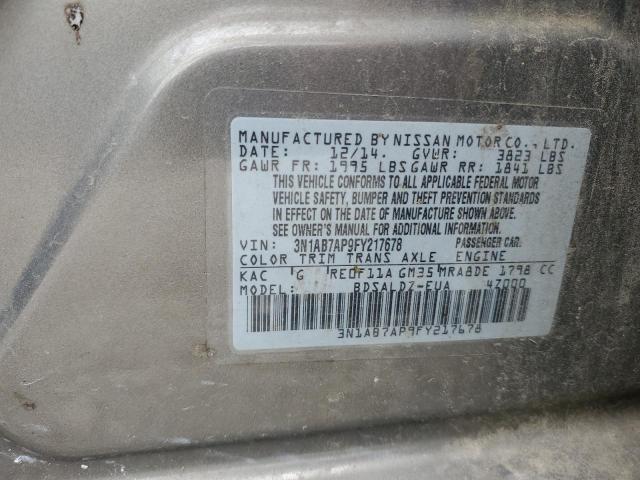 MANUFACTURED BY NISSAN MOTOR CO., LTD.
DATE: 12/14. GVWR: 3823 LBS
GAWR FR: 1995 LBS GAWR RR: 1841 LBS
THIS VEHICLE CONFORMS TO ALL APPLICABLE FEDERAL MOTOR
VEHICLE SAFETY, BUMPER AND THEFT PREVENTION STANDARDS
IN EFFECT ON THE DATE OF MANUFACTURE SHOWN ABOVE.
SEE OWNER'S MANUAL FOR FURTHER INFORMATION.
VIN: 3N1AB7AP9FY217678 PASSENGER CAR.
COLOR TRIM TRANS AXLE ENGINE
KAC G RE0F11A GM35 MRA8DE 1798 CC
MODEL: BDSALDZ-EUA 4Z000
3N1AB7AP9FY217678